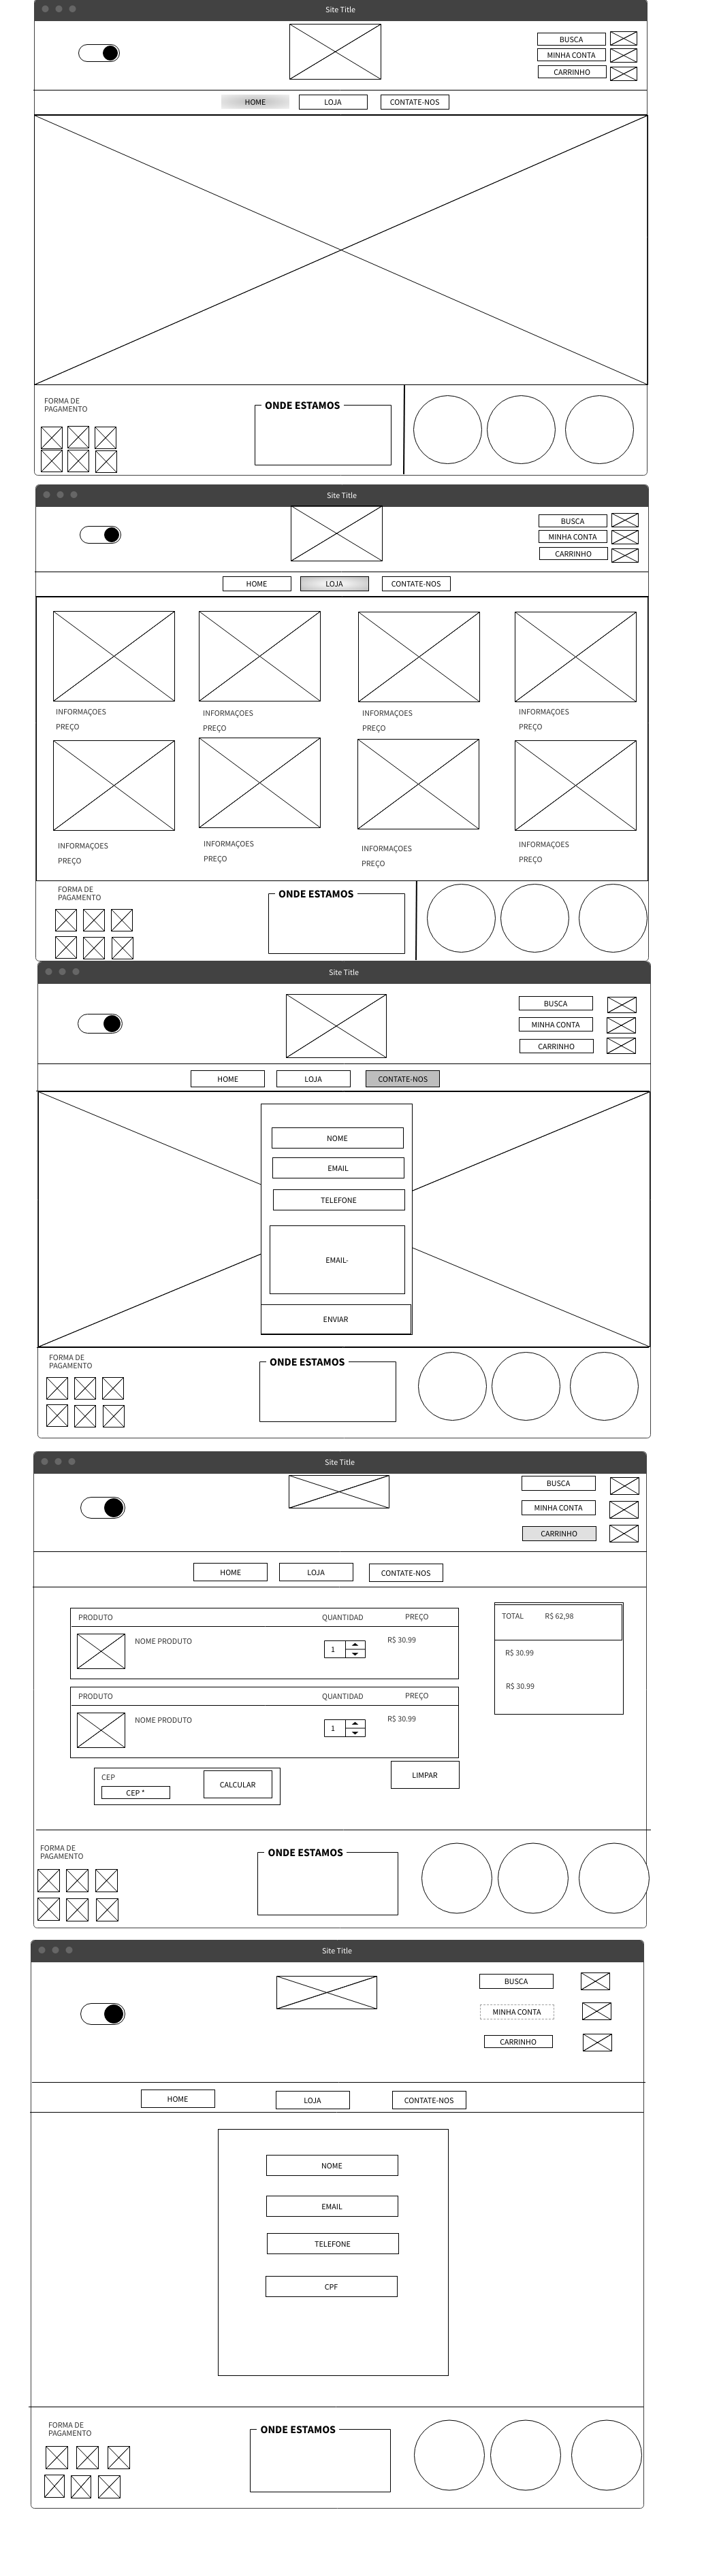 Site Title
BUSCA
MINHA CONTA
CARRINHO
HOME LOJA CONTATE-NOS
FORMA DE
PAGAMENTO
ONDE ESTAMOS
Site Title
BUSCA
MINHA CONTA
CARRINHO
HOME LOJA CONTATE-NOS
INFORMAÇOES INFORMAÇOES INFORMAÇOES INFORMAÇOES
PREÇO PREÇO PREÇO PREÇO
INFORMAÇOES INFORMAÇOES INFORMAÇOES INFORMAÇOES
PREÇO PREÇO PREÇO PREÇO
FORMA DE
PAGAMENTO
ONDE ESTAMOS
Site Title
BUSCA
MINHA CONTA
CARRINHO
HOME LOJA CONTATE-NOS
NOME
EMAIL
TELEFONE
EMAIL-
ENVIAR
FORMA DE
PAGAMENTO
ONDE ESTAMOS
Site Title
BUSCA
MINHA CONTA
CARRINHO
HOME LOJA CONTATE-NOS
PRODUTO QUANTIDAD PREÇO
NOME PRODUTO 1 R$ 30.99
PRODUTO QUANTIDAD PREÇO
NOME PRODUTO 1 R$ 30.99
TOTAL R$ 62,98
R$ 30.99
R$ 30.99
CEP
CEP *
CALCULAR
LIMPAR
FORMA DE
PAGAMENTO
ONDE ESTAMOS
Site Title
BUSCA
MINHA CONTA
CARRINHO
HOME LOJA CONTATE-NOS
NOME
EMAIL
TELEFONE
CPF
FORMA DE
PAGAMENTO
ONDE ESTAMOS